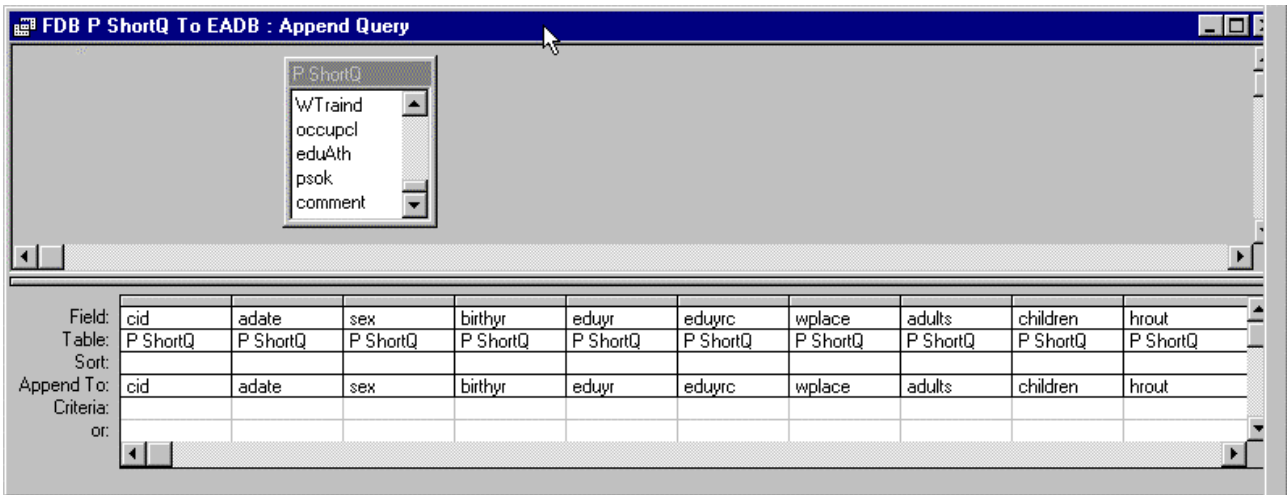 FDB P ShortQ To EADB : Append Query
P ShortQ
WTraind
occupcl
eduAth
psok
comment
Field: cid adate sex birthyr eduyr eduyrc wplace adults children hrout
Table: P ShortQ P ShortQ P ShortQ P ShortQ P ShortQ P ShortQ P ShortQ P ShortQ P ShortQ P ShortQ
Sort:
Append To: cid adate sex birthyr eduyr eduyrc wplace adults children hrout
Criteria:
or: